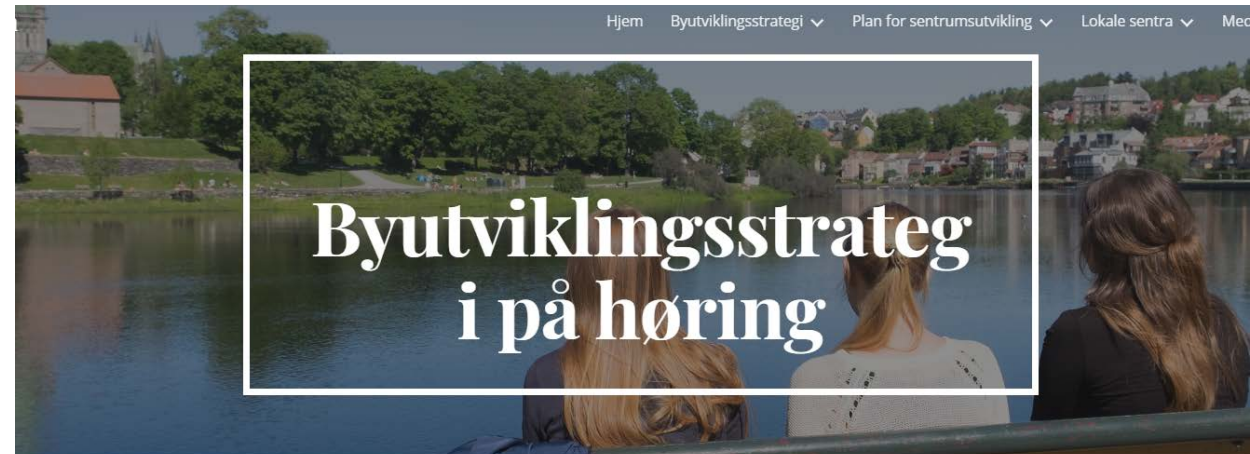 Hjem Byutviklingsstrategi Plan for sentrumsutvikling Lokale sentra
Byutviklingsstrateg
i på høring